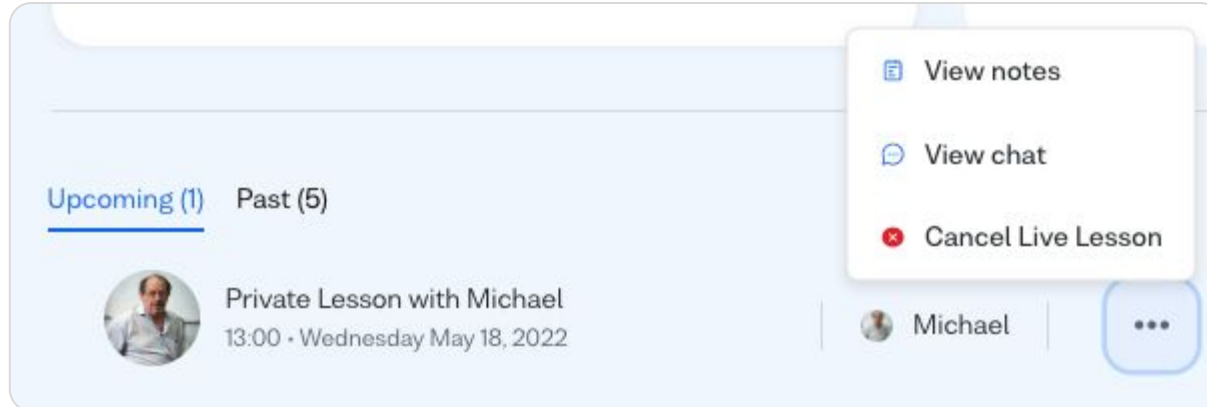 View notes
View chat
Cancel Live Lesson
Upcoming (1) Past (5)
Private Lesson with Michael
13:00 • Wednesday May 18, 2022
Michael